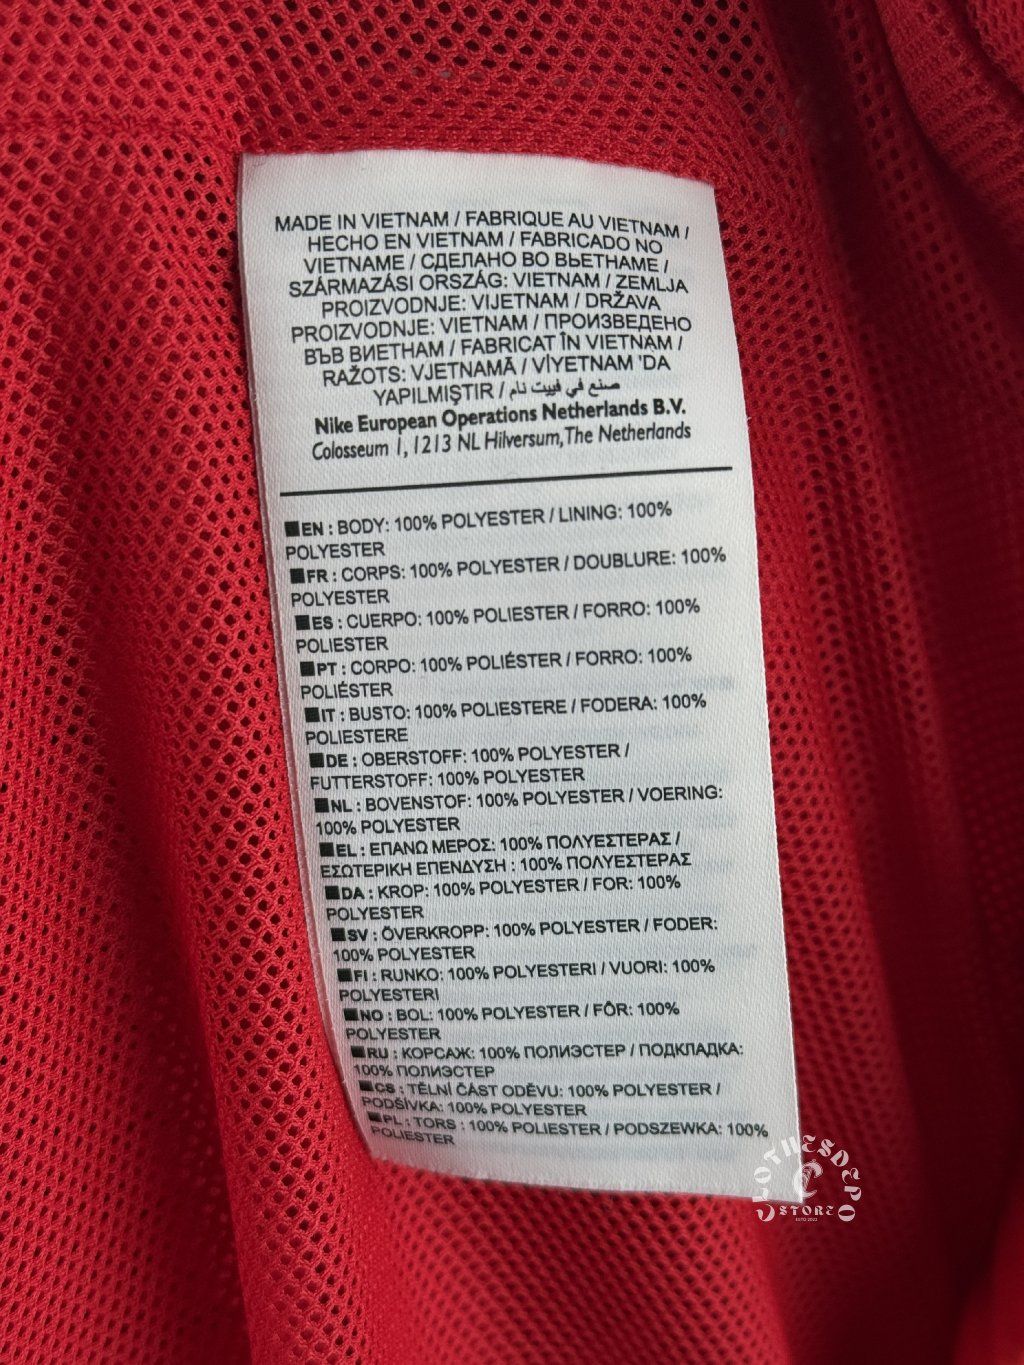 MADE IN VIETNAM / FABRIQUE AU VIETNAM /
HECHO EN VIETNAM / FABRICADO NO
VIETNAME / СДЕЛАНО ВО ВЬЕТНАМЕ /
SZÁRMAZÁSI ORSZÁG: VIETNAM / ZEMLJA
PROIZVODNJE: VIJETNAM / DRŽAVA
PROIZVODNJE: VIETNAM / ПРОИЗВЕДЕНО
ВЪВ ВИЕТНАМ / FABRICAT ÎN VIETNAM /
RAŽOTS: VJETNAMĀ / VİYETNAM 'DA
YAPILMIŞTIR / صنع في فييت نام
Nike European Operations Netherlands B.V.
Colosseum 1, 1213 NL Hilversum, The Netherlands
■EN : BODY: 100% POLYESTER / LINING: 100%
POLYESTER
■FR : CORPS: 100% POLYESTER / DOUBLURE: 100%
POLYESTER
■ES : CUERPO: 100% POLIESTER / FORRO: 100%
POLIESTER
■PT : CORPO: 100% POLIÉSTER / FORRO: 100%
POLIÉSTER
■IT : BUSTO: 100% POLIESTERE / FODERA: 100%
POLIESTERE
■DE : OBERSTOFF: 100% POLYESTER /
FUTTERSTOFF: 100% POLYESTER
■NL : BOVENSTOF: 100% POLYESTER / VOERING:
100% POLYESTER
■EL : ΕΠΑΝΩ ΜΕΡΟΣ: 100% ΠΟΛΥΕΣΤΕΡΑΣ /
ΕΣΩΤΕΡΙΚΗ ΕΠΕΝΔΥΣΗ : 100% ΠΟΛΥΕΣΤΕΡΑΣ
■DA : KROP: 100% POLYESTER / FOR: 100%
POLYESTER
■SV : ÖVERKROPP: 100% POLYESTER / FODER:
100% POLYESTER
■FI : RUNKO: 100% POLYESTERI / VUORI: 100%
POLYESTERI
■NO : BOL: 100% POLYESTER / FÔR: 100%
POLYESTER
■RU : КОРСАЖ: 100% ПОЛИЭСТЕР / ПОДКЛАДКА:
100% ПОЛИЭСТЕР
■CS : TĚLNÍ ČÁST ODĚVU: 100% POLYESTER /
PODŠÍVKA: 100% POLYESTER
■PL : TORS : 100% POLIESTER / PODSZEWKA: 100%
POLIESTER
CLOTHESDEPO
STORE
ESTD 2022